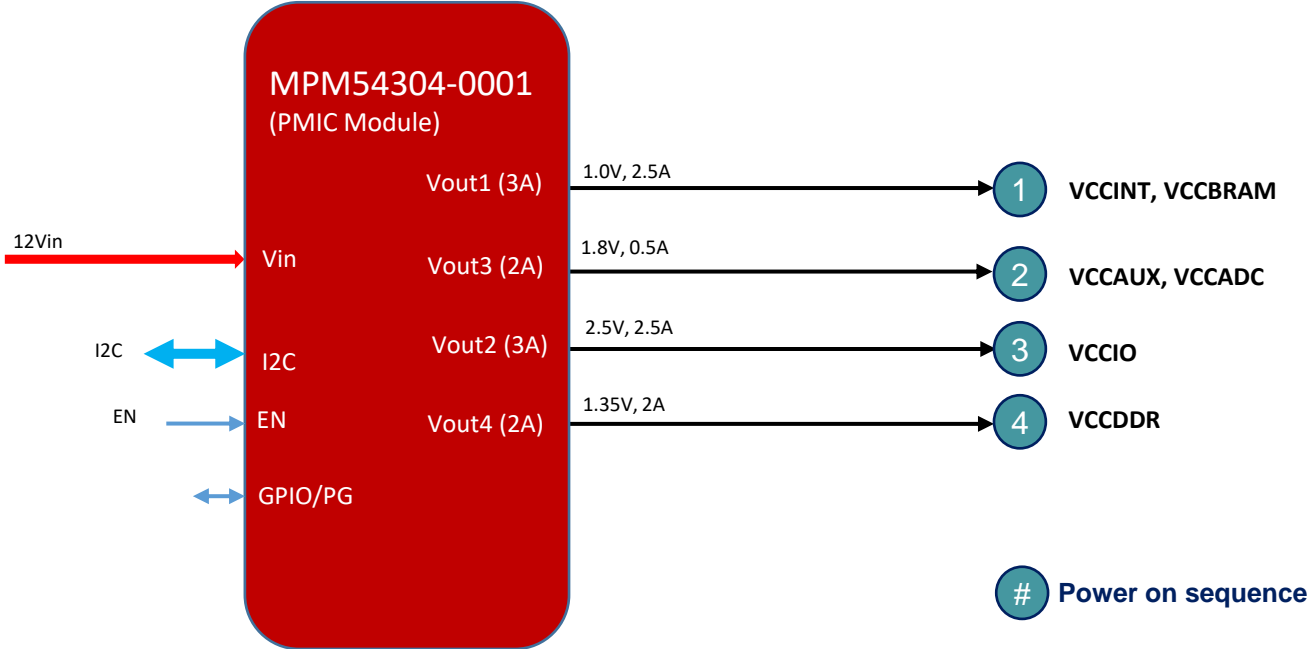 MPM54304-0001
(PMIC Module)
Vout1 (3A)
1.0V, 2.5A
1
VCCINT, VCCBRAM
12Vin
Vin
Vout3 (2A)
1.8V, 0.5A
2
VCCAUX, VCCADC
I2C
I2C
Vout2 (3A)
2.5V, 2.5A
3
VCCIO
EN
EN
Vout4 (2A)
1.35V, 2A
4
VCCDDR
GPIO/PG
#
Power on sequence